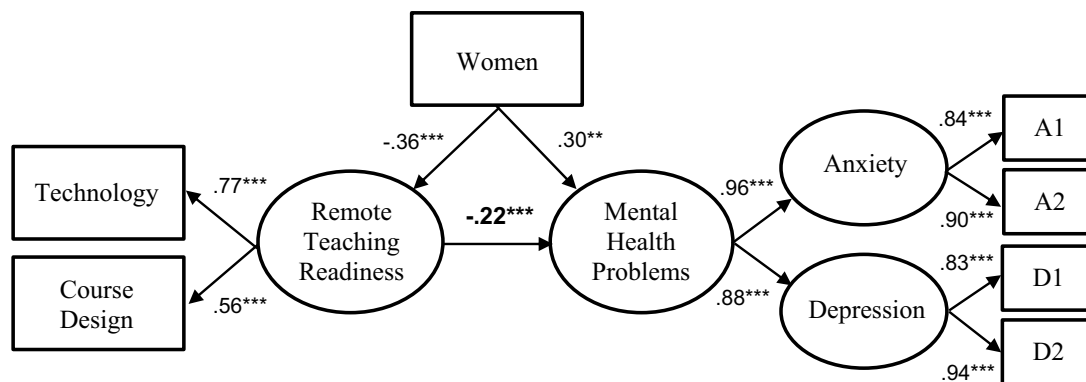 Women
-.36***
.30**
Technology
Course
Design
.77***
.56***
Remote
Teaching
Readiness
-.22***
Mental
Health
Problems
.96***
.88***
Anxiety
Depression
.84***
.90***
.83***
.94***
A1
A2
D1
D2